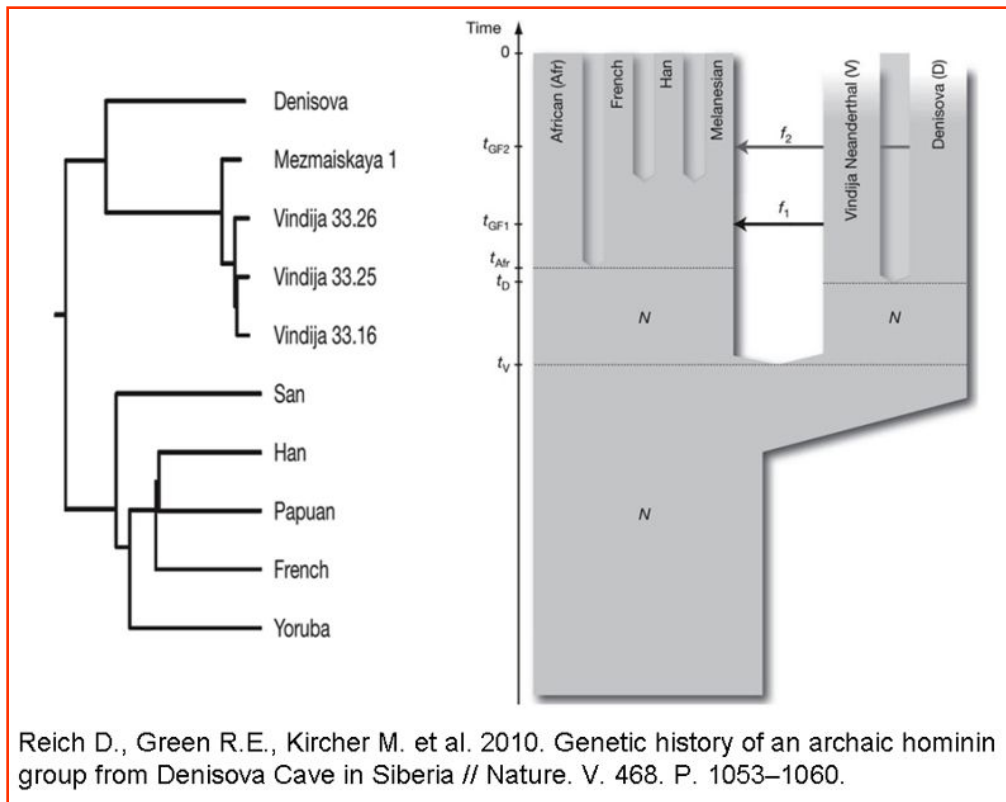 Denisova
Mezmaiskaya 1
Vindija 33.26
Vindija 33.25
Vindija 33.16
San
Han
Papuan
French
Yoruba
Time
0
t_GF2
t_GF1
t_Afr
t_D
t_V
African (Afr)
French
Han
Melanesian
Vindija Neanderthal (V)
Denisova (D)
f₂
f₁
N
N
N
Reich D., Green R.E., Kircher M. et al. 2010. Genetic history of an archaic hominin
group from Denisova Cave in Siberia // Nature. V. 468. P. 1053–1060.